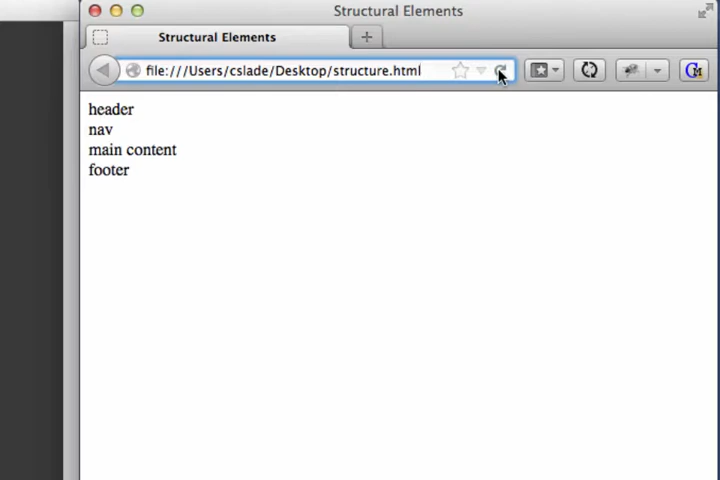 Structural Elements
Structural Elements
file:///Users/cslade/Desktop/structure.html
header
nav
main content
footer